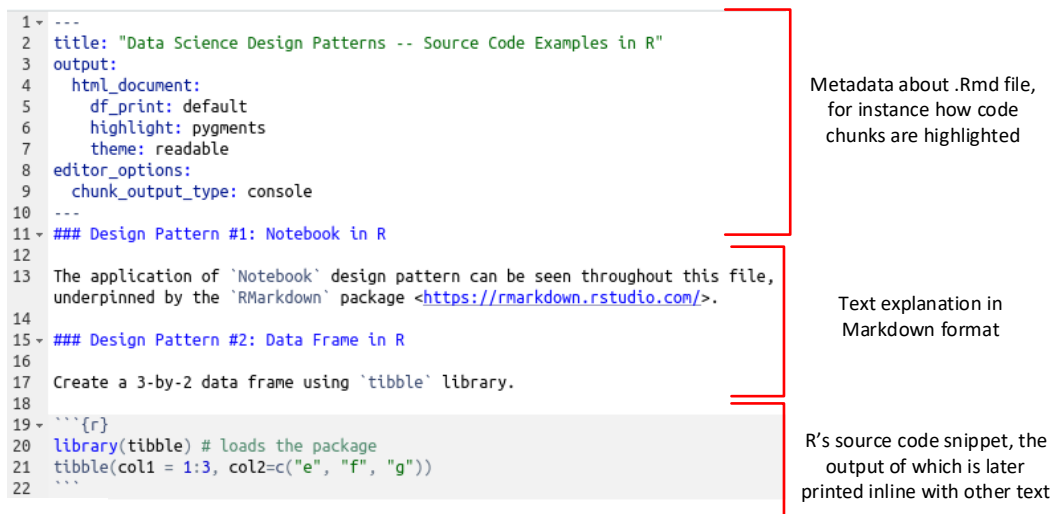 1 ---
2 title: "Data Science Design Patterns -- Source Code Examples in R"
3 output:
4   html_document:
5     df_print: default
6     highlight: pygments
7     theme: readable
8 editor_options:
9   chunk_output_type: console
10 ---
11 ### Design Pattern #1: Notebook in R
12
13 The application of `Notebook` design pattern can be seen throughout this file,
underpinned by the `RMarkdown` package <https://rmarkdown.rstudio.com/>.
14
15 ### Design Pattern #2: Data Frame in R
16
17 Create a 3-by-2 data frame using `tibble` library.
18
19 ```{r}
20 library(tibble) # loads the package
21 tibble(col1 = 1:3, col2=c("e", "f", "g"))
22 ```
Metadata about .Rmd file,
for instance how code
chunks are highlighted
Text explanation in
Markdown format
R’s source code snippet, the
output of which is later
printed inline with other text